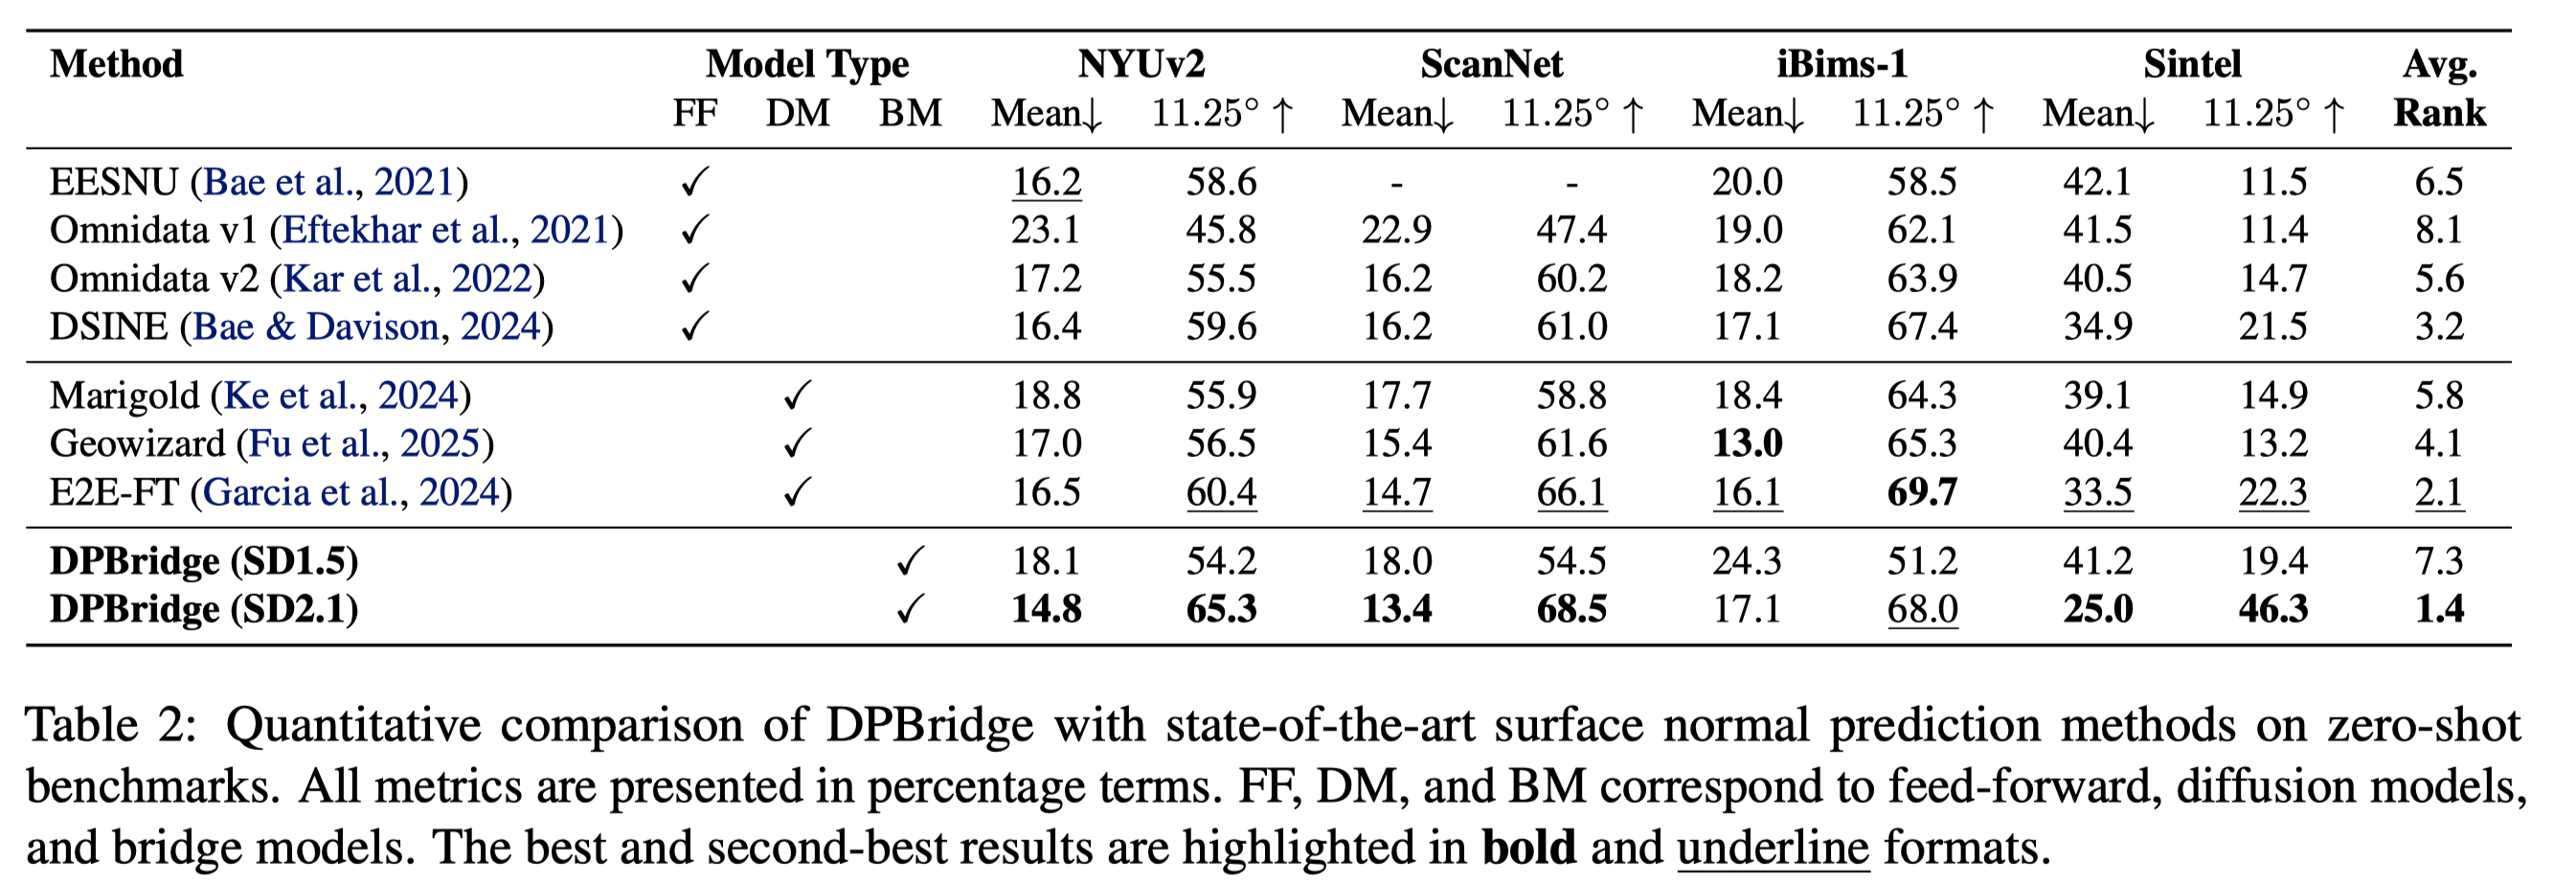 Method Model Type NYUv2 ScanNet iBims-1 Sintel Avg.
FF DM BM Mean↓ 11.25° ↑ Mean↓ 11.25° ↑ Mean↓ 11.25° ↑ Mean↓ 11.25° ↑ Rank
EESNU (Bae et al., 2021) ✓ 16.2 58.6 - - 20.0 58.5 42.1 11.5 6.5
Omnidata v1 (Eftekhar et al., 2021) ✓ 23.1 45.8 22.9 47.4 19.0 62.1 41.5 11.4 8.1
Omnidata v2 (Kar et al., 2022) ✓ 17.2 55.5 16.2 60.2 18.2 63.9 40.5 14.7 5.6
DSINE (Bae & Davison, 2024) ✓ 16.4 59.6 16.2 61.0 17.1 67.4 34.9 21.5 3.2
Marigold (Ke et al., 2024) ✓ 18.8 55.9 17.7 58.8 18.4 64.3 39.1 14.9 5.8
Geowizard (Fu et al., 2025) ✓ 17.0 56.5 15.4 61.6 13.0 65.3 40.4 13.2 4.1
E2E-FT (Garcia et al., 2024) ✓ 16.5 60.4 14.7 66.1 16.1 69.7 33.5 22.3 2.1
DPBridge (SD1.5) ✓ 18.1 54.2 18.0 54.5 24.3 51.2 41.2 19.4 7.3
DPBridge (SD2.1) ✓ 14.8 65.3 13.4 68.5 17.1 68.0 25.0 46.3 1.4
Table 2: Quantitative comparison of DPBridge with state-of-the-art surface normal prediction methods on zero-shot
benchmarks. All metrics are presented in percentage terms. FF, DM, and BM correspond to feed-forward, diffusion models,
and bridge models. The best and second-best results are highlighted in bold and underline formats.